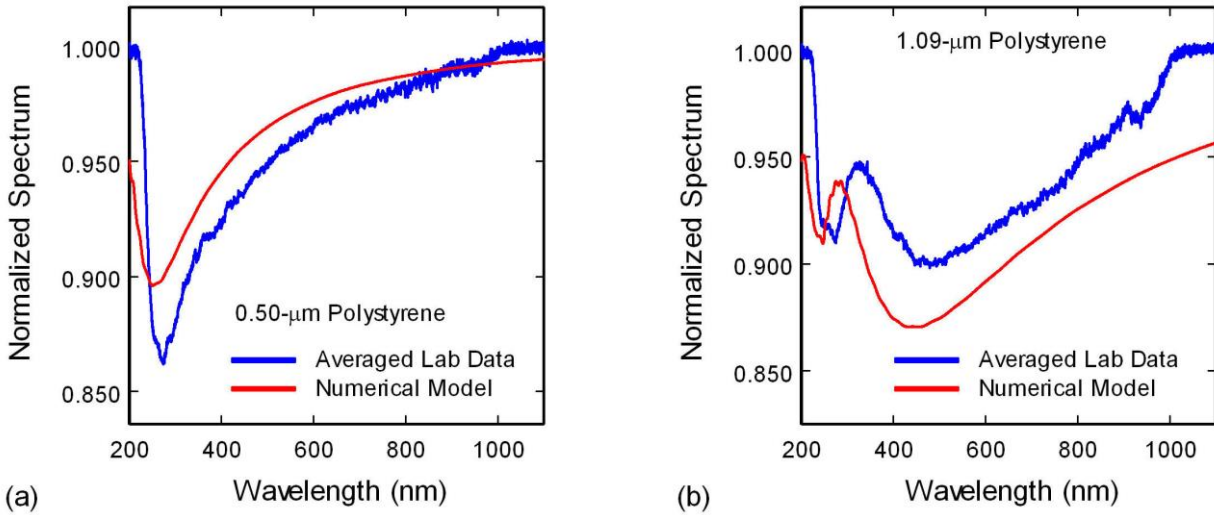 1.000
0.950
0.900
0.850
Normalized Spectrum
0.50-μm Polystyrene
Averaged Lab Data
Numerical Model
200 400 600 800 1000
Wavelength (nm)
(a)
1.000
0.950
0.900
0.850
Normalized Spectrum
1.09-μm Polystyrene
Averaged Lab Data
Numerical Model
200 400 600 800 1000
Wavelength (nm)
(b)